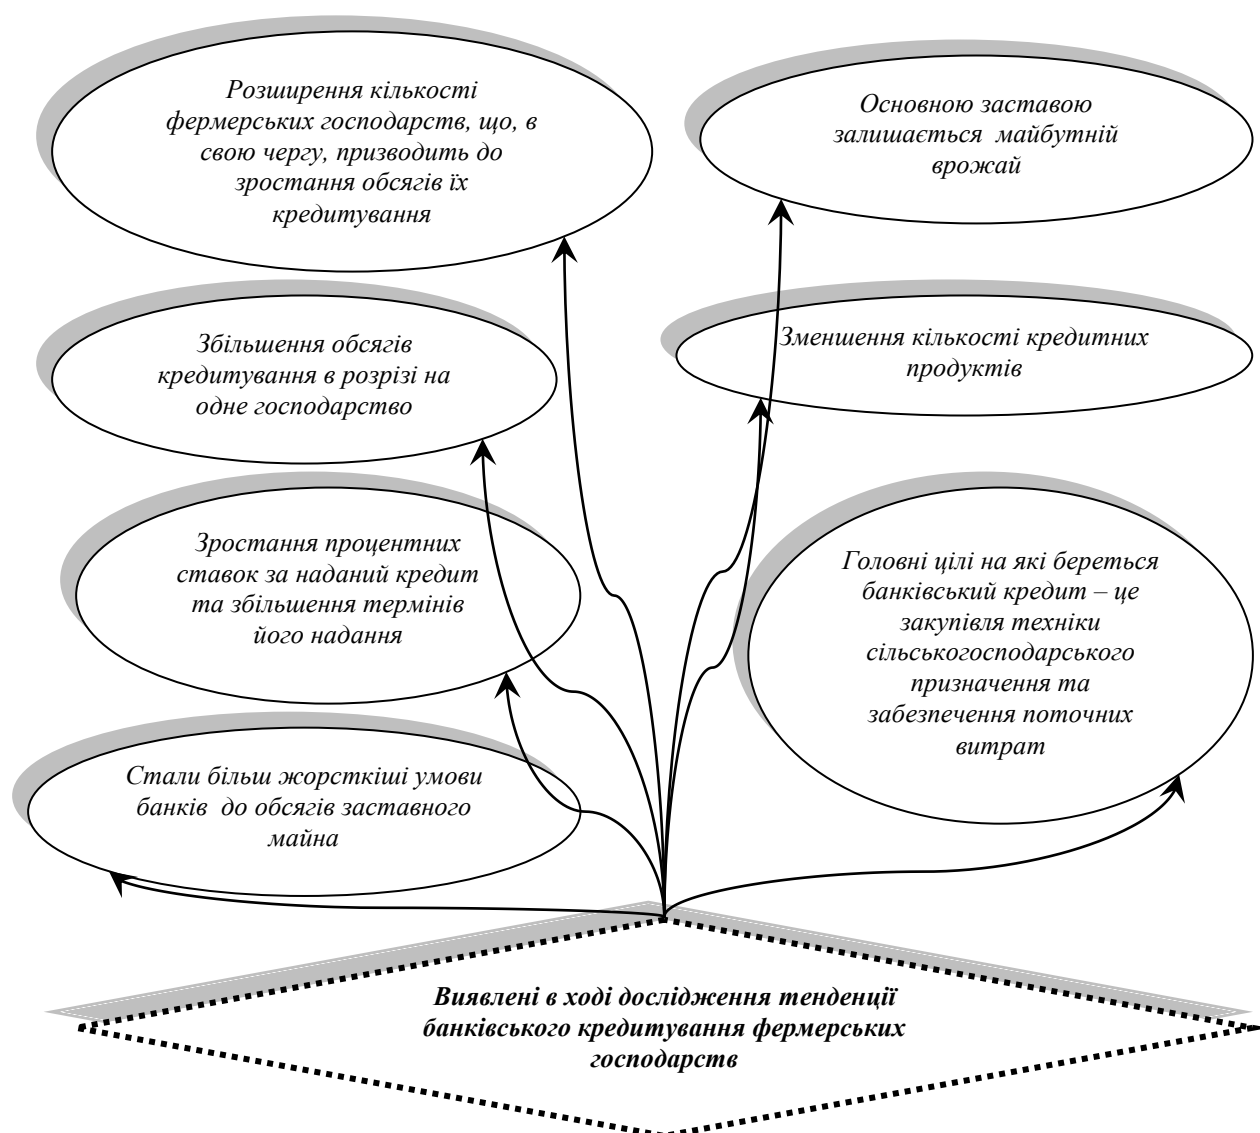 Розширення кількості
фермерських господарств, що, в
свою чергу, призводить до
зростання обсягів їх
кредитування
Основною заставою
залишається майбутній
врожай
Збільшення обсягів
кредитування в розрізі на
одне господарство
Зменшення кількості кредитних
продуктів
Зростання процентних
ставок за наданий кредит
та збільшення термінів
його надання
Головні цілі на які береться
банківський кредит – це
закупівля техніки
сільськогосподарського
призначення та
забезпечення поточних
витрат
Стали більш жорсткіші умови
банків до обсягів заставного
майна
Виявлені в ході дослідження тенденції
банківського кредитування фермерських
господарств